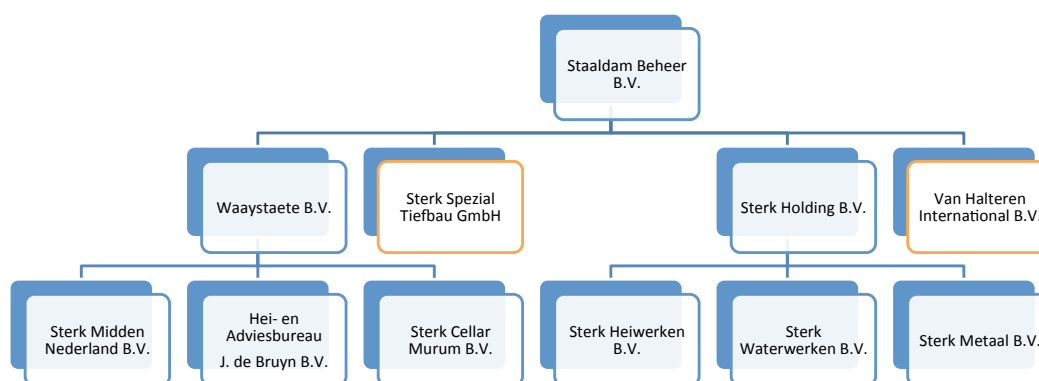 Staaldam Beheer
B.V.
Waaystaete B.V.
Sterk Spezial
Tiefbau GmbH
Sterk Holding B.V.
Van Halteren
International B.V.
Sterk Midden
Nederland B.V.
Hei- en
Adviesbureau
J. de Bruyn B.V.
Sterk Cellar
Murum B.V.
Sterk Heiwerken
B.V.
Sterk
Waterwerken B.V.
Sterk Metaal B.V.